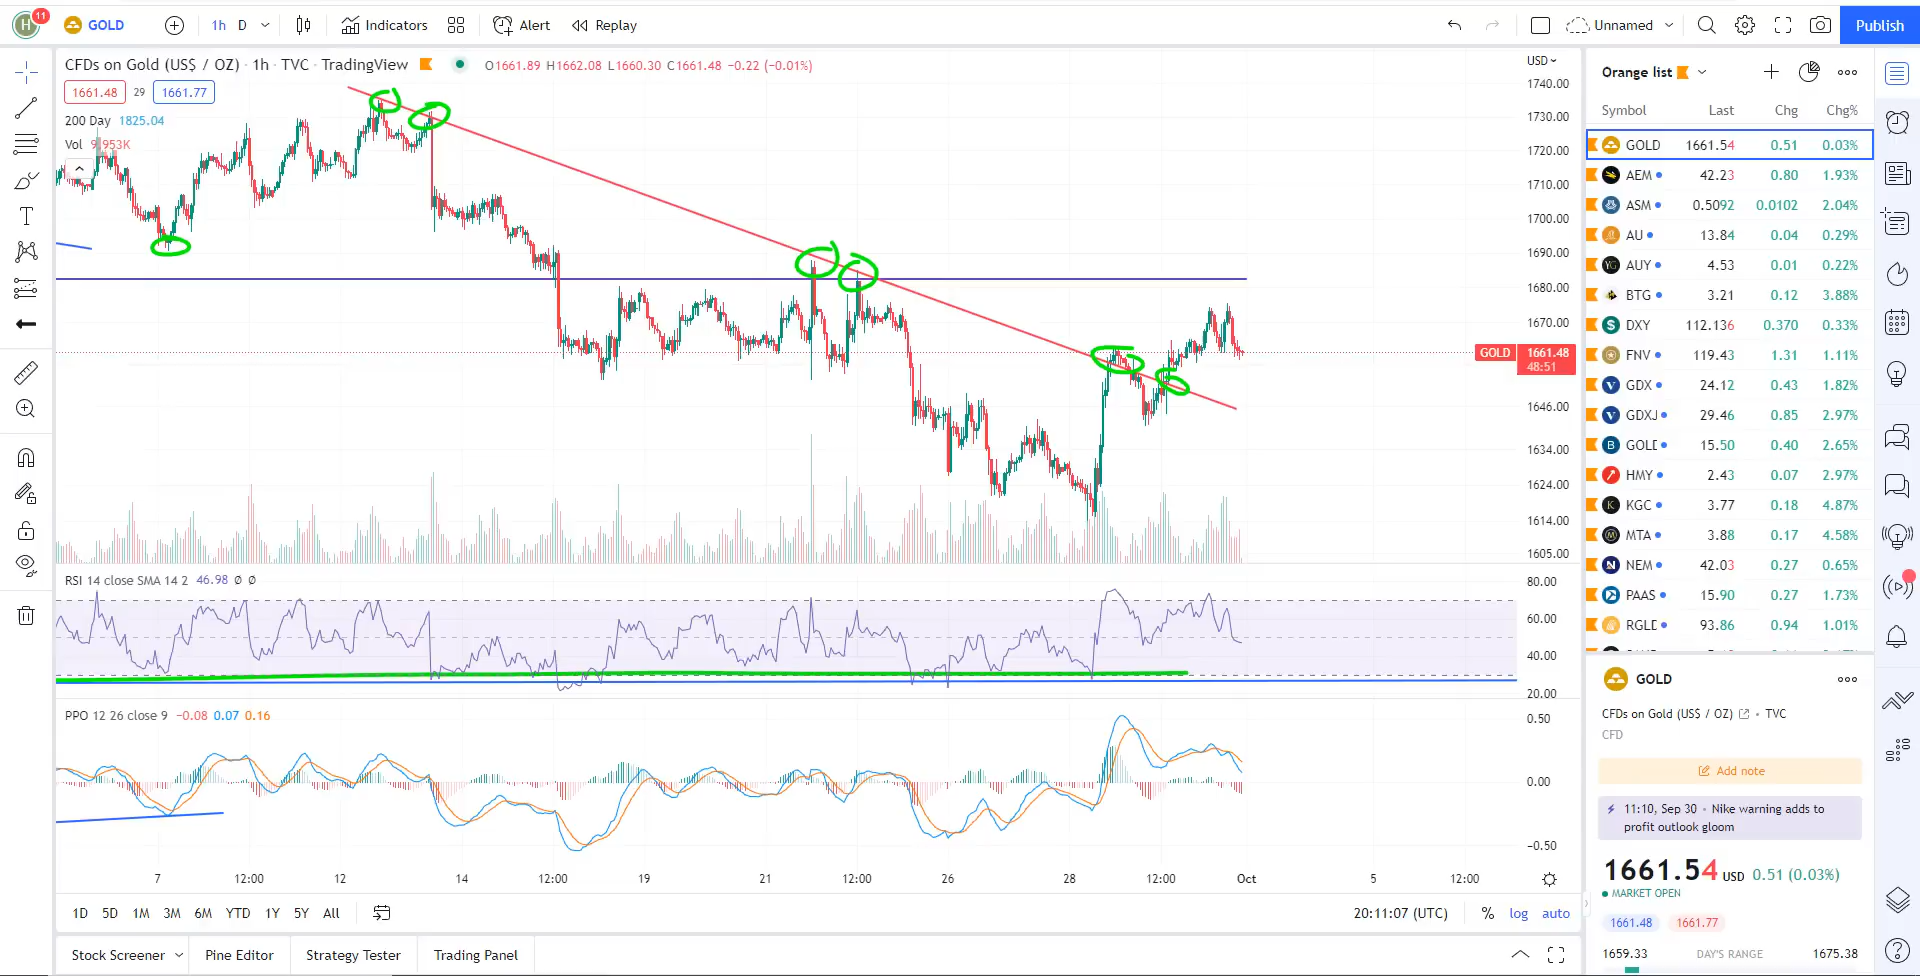 H 11 GOLD 1h D Indicators Alert Replay Unnamed Publish
CFDs on Gold (US$ / OZ) · 1h · TVC · TradingView O1661.89 H1662.08 L1660.30 C1661.48 −0.22 (−0.01%)
1661.48 29 1661.77
200 Day 1825.04
Vol 9.953K
USD
1740.00
1730.00
1720.00
1710.00
1700.00
1690.00
1680.00
1670.00
GOLD 1661.48
48:51
1646.00
1634.00
1624.00
1614.00
1605.00
RSI 14 close SMA 14 2 46.98 Ø Ø
80.00
60.00
40.00
20.00
PPO 12 26 close 9 −0.08 0.07 0.16
0.50
0.00
−0.50
7 12:00 12 14 12:00 19 21 12:00 26 28 12:00 Oct 5 12:00
1D 5D 1M 3M 6M YTD 1Y 5Y All 20:11:07 (UTC) % log auto
Stock Screener Pine Editor Strategy Tester Trading Panel
Orange list
Symbol Last Chg Chg%
GOLD 1661.54 0.51 0.03%
AEM 42.23 0.80 1.93%
ASM 0.5092 0.0102 2.04%
AU 13.84 0.04 0.29%
AUY 4.53 0.01 0.22%
BTG 3.21 0.12 3.88%
DXY 112.136 0.370 0.33%
FNV 119.43 1.31 1.11%
GDX 24.12 0.43 1.82%
GDXJ 29.46 0.85 2.97%
GOLD 15.50 0.40 2.65%
HMY 2.43 0.07 2.97%
KGC 3.77 0.18 4.87%
MTA 3.88 0.17 4.58%
NEM 42.03 0.27 0.65%
PAAS 15.90 0.27 1.73%
RGLD 93.86 0.94 1.01%
GOLD
CFDs on Gold (US$ / OZ) • TVC
CFD
Add note
11:10, Sep 30 • Nike warning adds to
profit outlook gloom
1661.54 USD 0.51 (0.03%)
MARKET OPEN
1661.48 1661.77
1659.33 DAY'S RANGE 1675.38